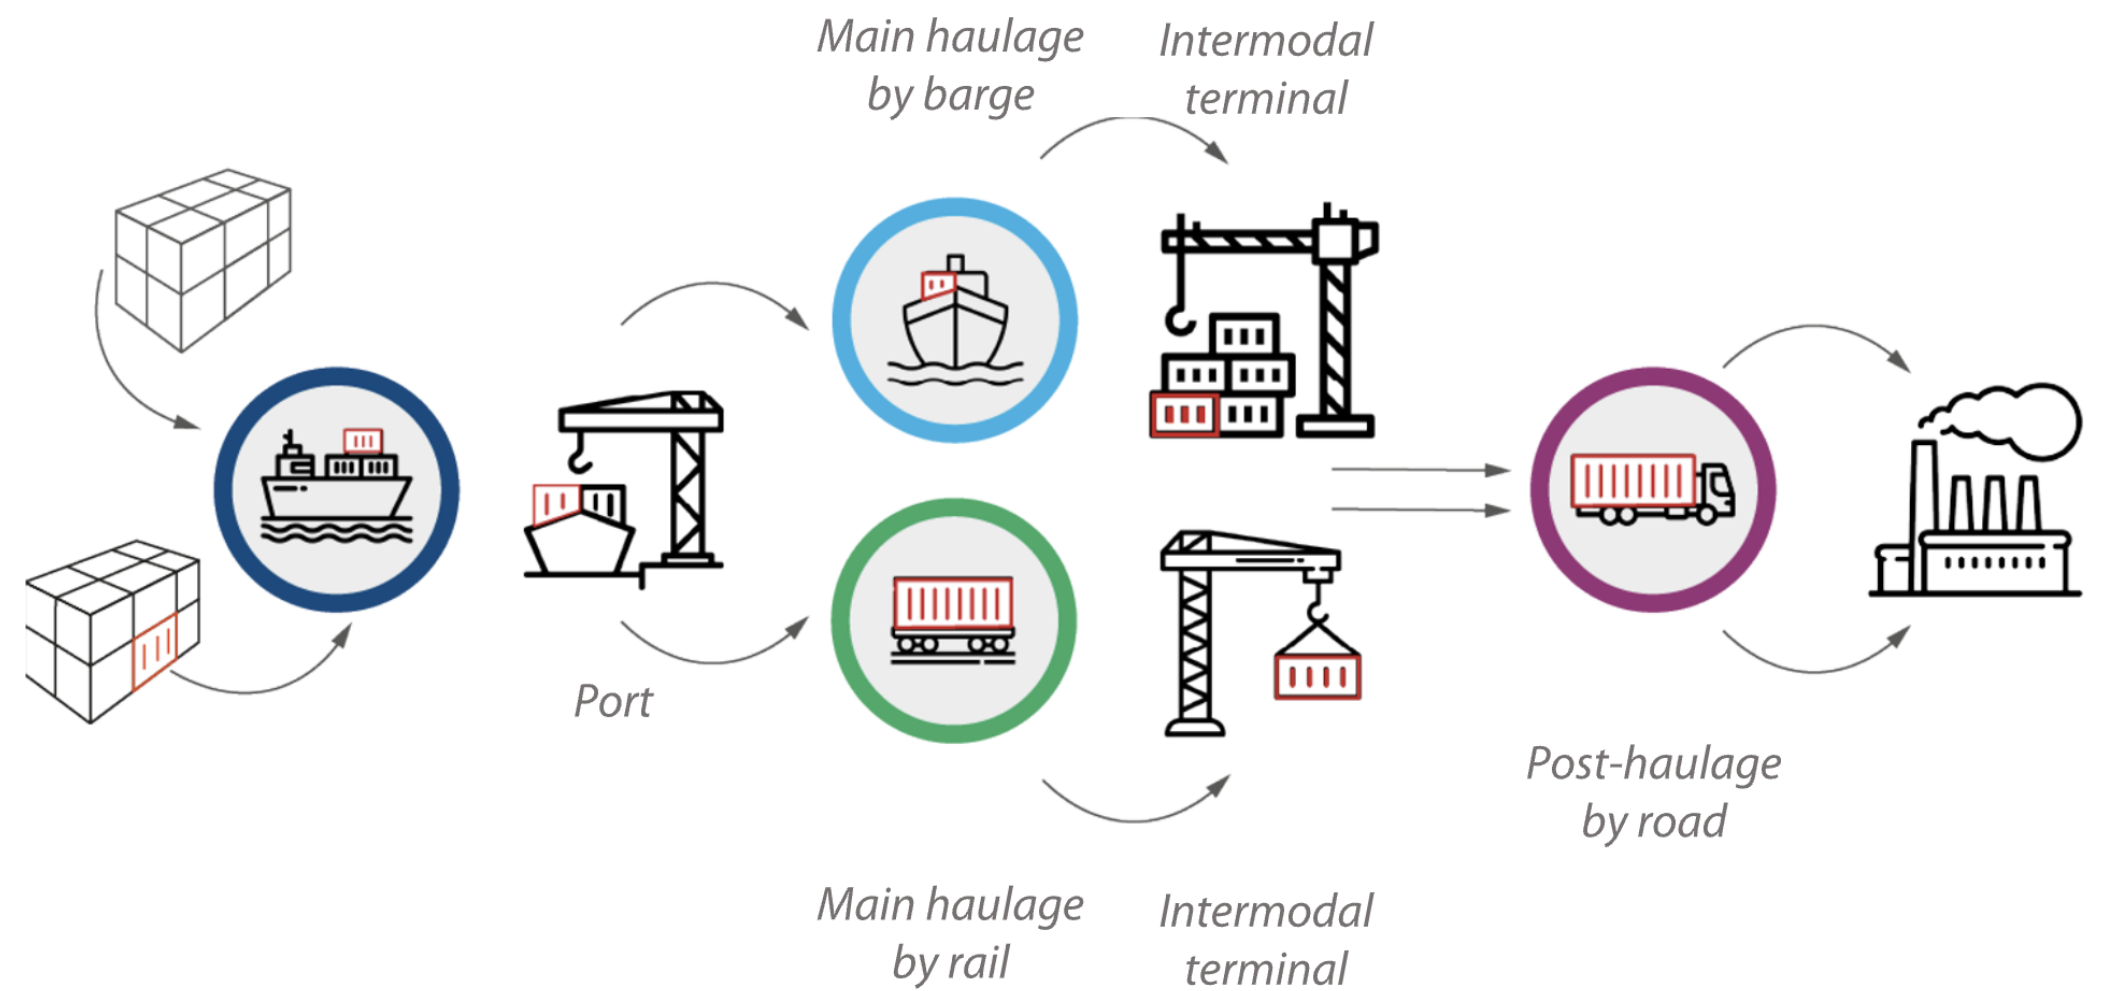 Main haulage
by barge
Intermodal
terminal
Port
Post-haulage
by road
Main haulage
by rail
Intermodal
terminal